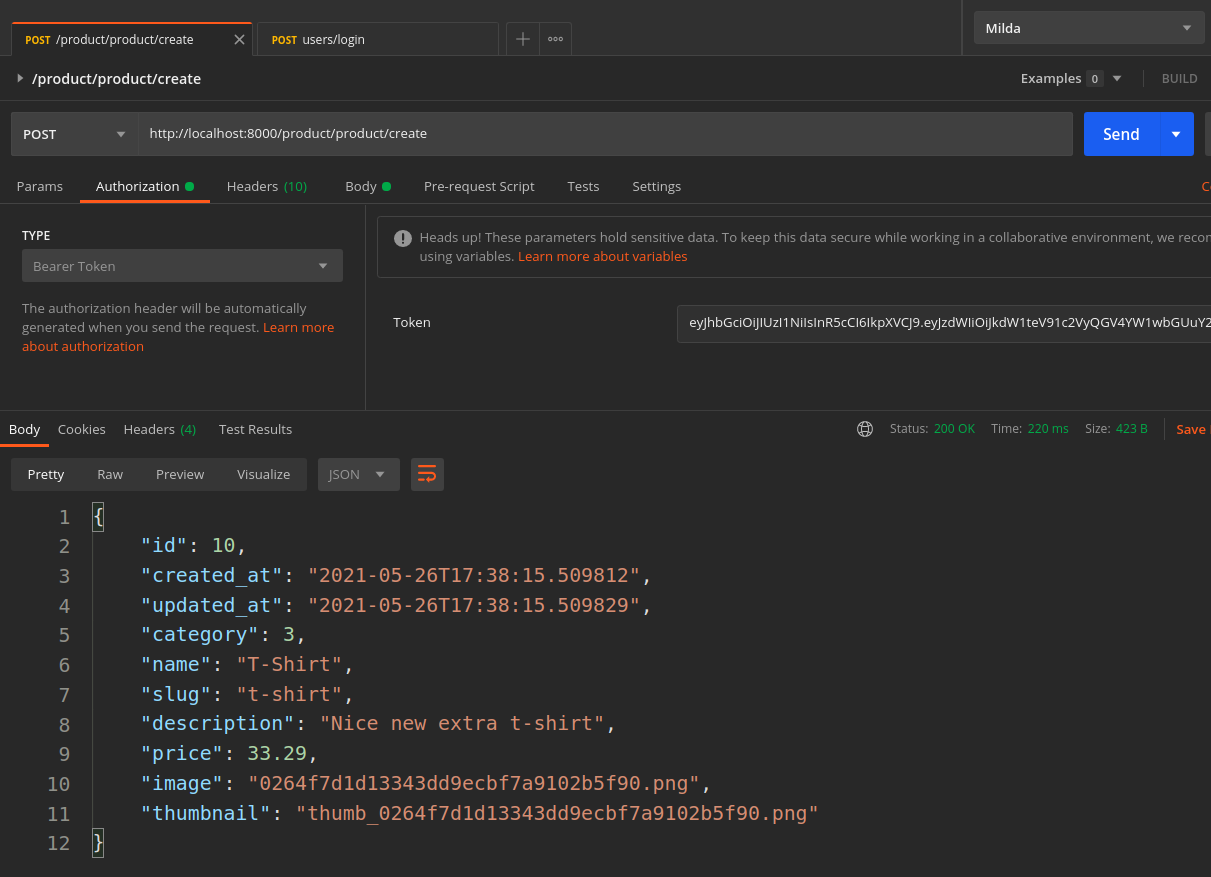 POST /product/product/create
POST users/login
Milda
/product/product/create
Examples 0
BUILD
POST
http://localhost:8000/product/product/create
Send
Params
Authorization
Headers (10)
Body
Pre-request Script
Tests
Settings
TYPE
Bearer Token
The authorization header will be automatically
generated when you send the request. Learn more
about authorization
Heads up! These parameters hold sensitive data. To keep this data secure while working in a collaborative environment, we
using variables. Learn more about variables
Token
eyJhbGciOiJIUzI1NiIsInR5cCI6IkpXVCJ9.eyJzdWIiOiJkdW1teV91c2VyQGV4YW1wbGUuY2
Body
Cookies
Headers (4)
Test Results
Status: 200 OK
Time: 220 ms
Size: 423 B
Save
Pretty
Raw
Preview
Visualize
JSON
1 {
2 "id": 10,
3 "created_at": "2021-05-26T17:38:15.509812",
4 "updated_at": "2021-05-26T17:38:15.509829",
5 "category": 3,
6 "name": "T-Shirt",
7 "slug": "t-shirt",
8 "description": "Nice new extra t-shirt",
9 "price": 33.29,
10 "image": "0264f7d1d13343dd9ecbf7a9102b5f90.png",
11 "thumbnail": "thumb_0264f7d1d13343dd9ecbf7a9102b5f90.png"
12 }